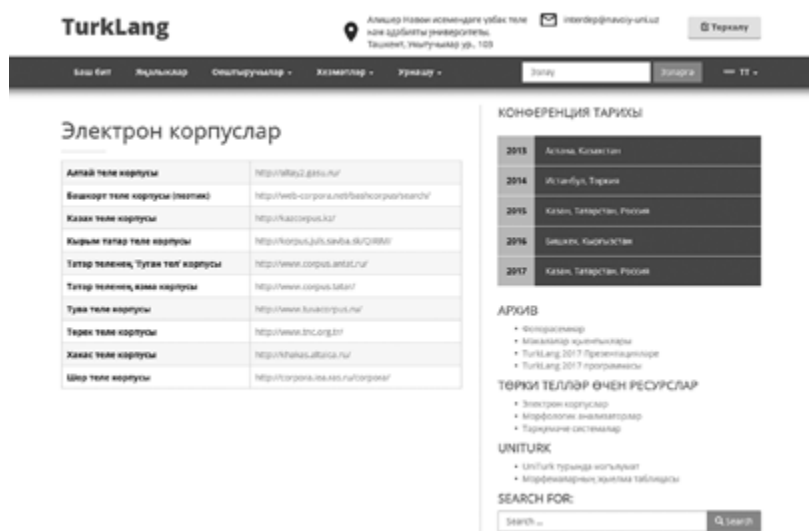 TurkLang
Алишер Навои исемендәге үзбәк теле
һәм әдәбияты университеты.
Ташкент, ур., 103
interdep@navoiy-uni.uz
Теркәлү
Баш бит Яңалыклар Оештыручылар Хезмәтләр Урнашу
Эзләү Эзләргә TT
Электрон корпуслар
Алтай теле корпусы http://altay2.gasu.ru/
Башкорт теле корпусы (поэтик) http://web-corpora.net/bashcorpus/search/
Казах теле корпусы http://kazcorpus.kz/
Кырым татар теле корпусы http://korpus.juls.savba.sk/QIRIM/
Татар теленең 'Туган тел' корпусы http://www.corpus.antat.ru/
Татар теленең язма корпусы http://www.corpus.tatar/
Тува теле корпусы http://www.tuvacorpus.ru/
Төрек теле корпусы http://www.tnc.org.tr/
Хакас теле корпусы http://khakas.altaica.ru/
Шор теле корпусы http://corpora.iea.ras.ru/corpora/
КОНФЕРЕНЦИЯ ТАРИХЫ
2013 Астана, Казахстан
2014 Истанбул, Төркия
2015 Казан, Татарстан, Россия
2016 Бишкек, Кыргызстан
2017 Казан, Татарстан, Россия
АРХИВ
Фоторәсемнәр
Мәкаләләр җыентыклары
TurkLang 2017 Презентацияләре
TurkLang 2017 программасы
ТӨРКИ ТЕЛЛӘР ӨЧЕН РЕСУРСЛАР
Электрон корпуслар
Морфологик анализаторлар
Тәрҗемәче системалар
UNITURK
UniTurk турында мәгълүмат
Морфемаларның җыелма таблицасы
SEARCH FOR:
Search ... Search